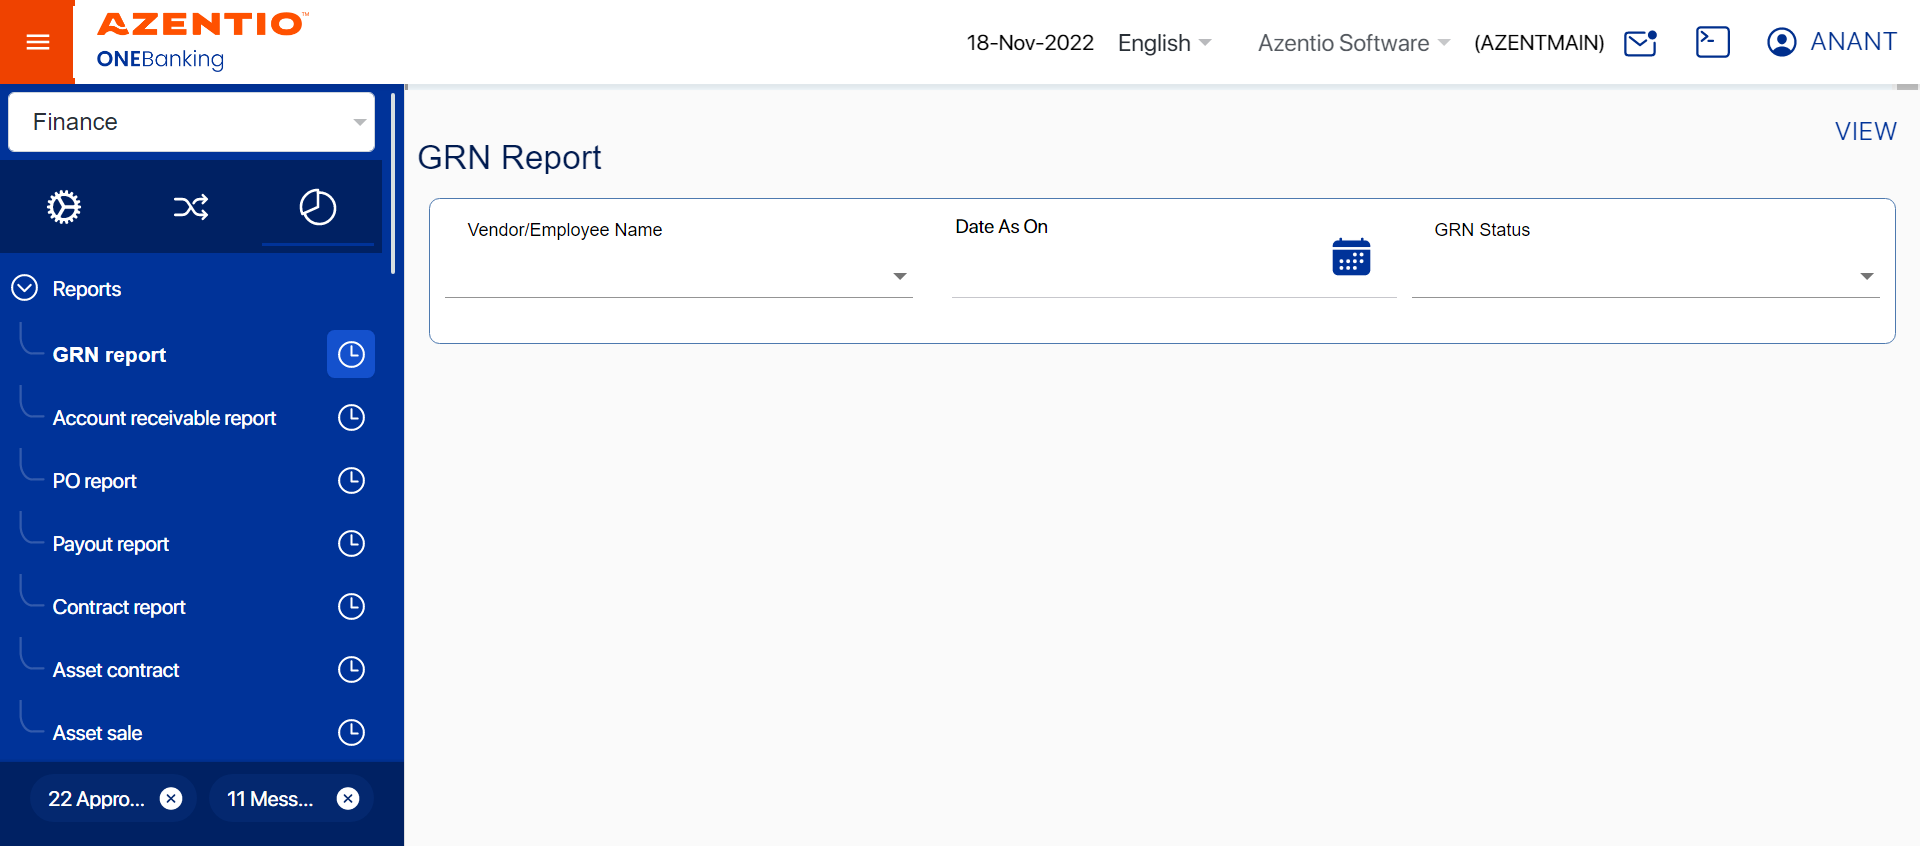 AZENTIO™
ONEBanking
18-Nov-2022 English Azentio Software (AZENTMAIN) ANANT
Finance
Reports
GRN report
Account receivable report
PO report
Payout report
Contract report
Asset contract
Asset sale
22 Appro...
11 Mess...
VIEW
GRN Report
Vendor/Employee Name
Date As On
GRN Status